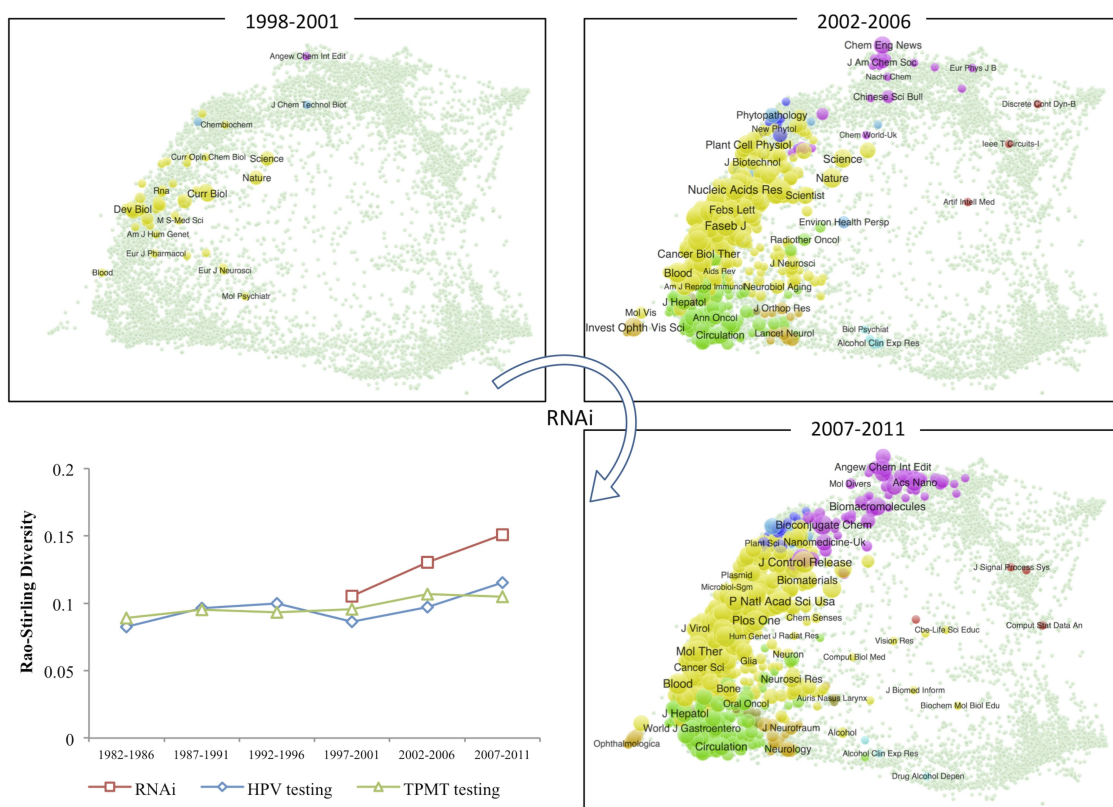 1998-2001
Angew Chem Int Edit
J Chem Technol Biot
Chembiochem
Curr Opin Chem Biol
Science
Nature
Rna
Curr Biol
Dev Biol
M S-Med Sci
Am J Hum Genet
Eur J Pharmacol
Blood
Eur J Neurosci
Mol Psychiatr
2002-2006
Chem Eng News
J Am Chem Soc
Eur Phys J B
Nachr Chem
Chinese Sci Bull
Discrete Cont Dyn-B
Phytopathology
New Phytol
Chem World-Uk
Plant Cell Physiol
Ieee T Circuits-I
J Biotechnol
Science
Nature
Nucleic Acids Res
Scientist
Artif Intell Med
Febs Lett
Faseb J
Environ Health Persp
Radiother Oncol
Cancer Biol Ther
J Neurosci
Blood
Aids Rev
Am J Reprod Immunol
Neurobiol Aging
J Hepatol
J Orthop Res
Mol Vis
Ann Oncol
Invest Ophth Vis Sci
Circulation
Lancet Neurol
Biol Psychiat
Alcohol Clin Exp Res
RNAi
2007-2011
Angew Chem Int Edit
Mol Divers
Acs Nano
Biomacromolecules
Bioconjugate Chem
Plant Sci
Nanomedicine-Uk
J Control Release
J Signal Process Sys
Plasmid
Biomaterials
Microbiol-Sgm
P Natl Acad Sci Usa
Plos One
Chem Senses
J Virol
Hum Genet
J Radiat Res
Cbe-Life Sci Educ
Comput Stat Data An
Vision Res
Mol Ther
Glia
Neuron
Comput Biol Med
Cancer Sci
Neurosci Res
Blood
Bone
J Biomed Inform
Auris Nasus Larynx
Oral Oncol
Biochem Mol Biol Edu
J Hepatol
World J Gastroentero
J Neurotraum
Alcohol
Ophthalmologica
Circulation
Neurology
Alcohol Clin Exp Res
Drug Alcohol Depen
Rao-Stirling Diversity
0.2
0.15
0.1
0.05
0
1982-1986 1987-1991 1992-1996 1997-2001 2002-2006 2007-2011
RNAi HPV testing TPMT testing